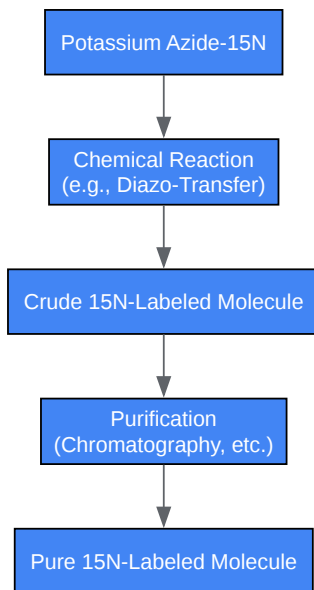 Potassium Azide-15N
Chemical Reaction
(e.g., Diazo-Transfer)
Crude 15N-Labeled Molecule
Purification
(Chromatography, etc.)
Pure 15N-Labeled Molecule